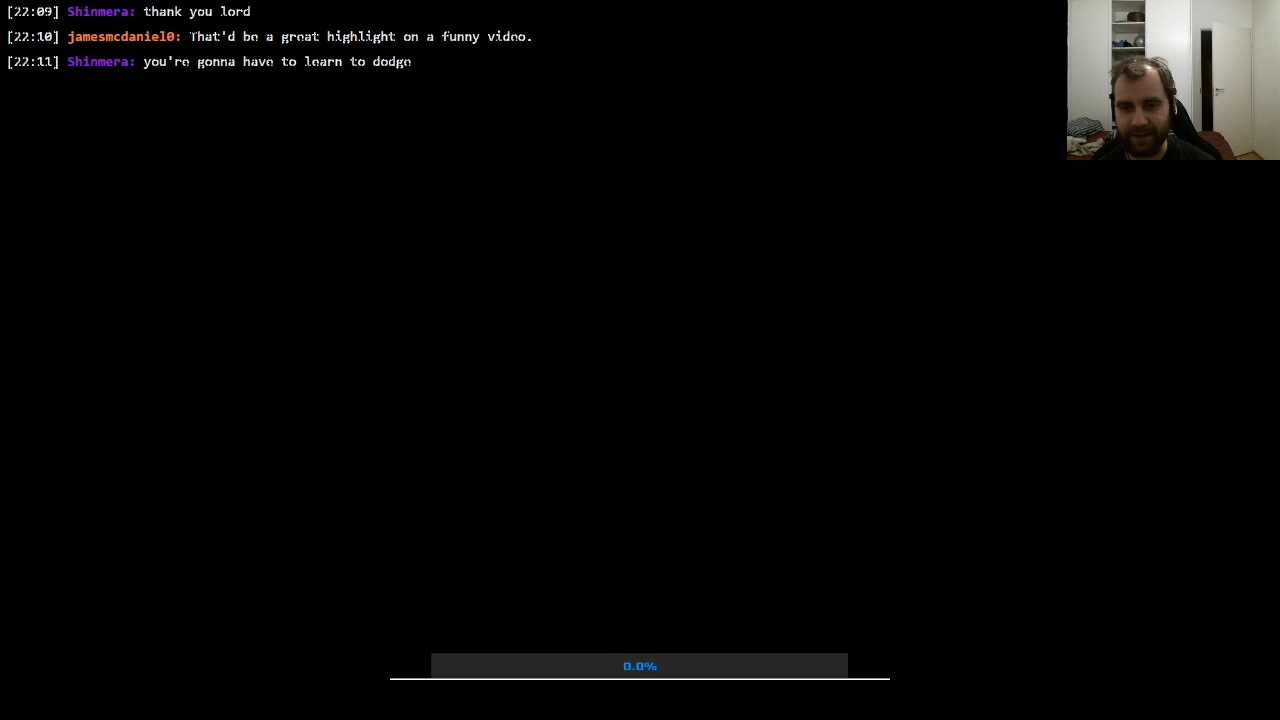 [22:09] Shinmera: thank you lord
[22:10] jamesmcdaniel0: That'd be a great highlight on a funny video.
[22:11] Shinmera: you're gonna have to learn to dodge
0.0%